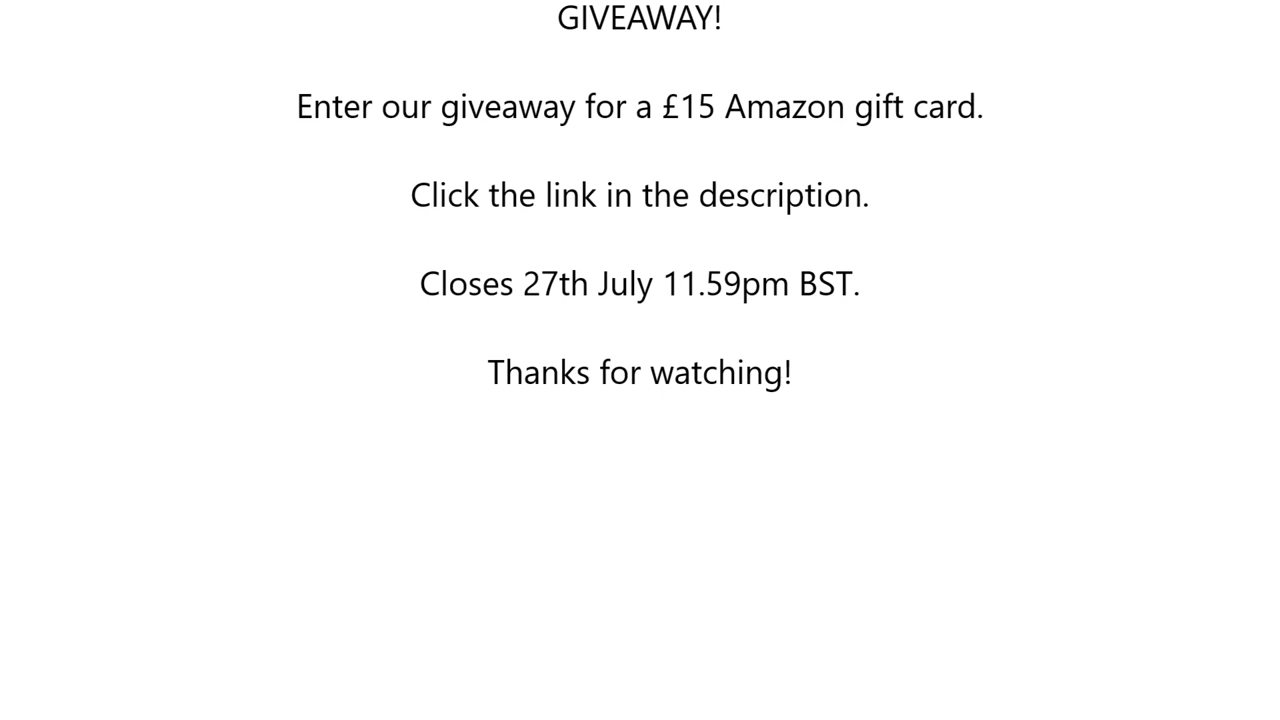 GIVEAWAY!
Enter our giveaway for a £15 Amazon gift card.
Click the link in the description.
Closes 27th July 11.59pm BST.
Thanks for watching!